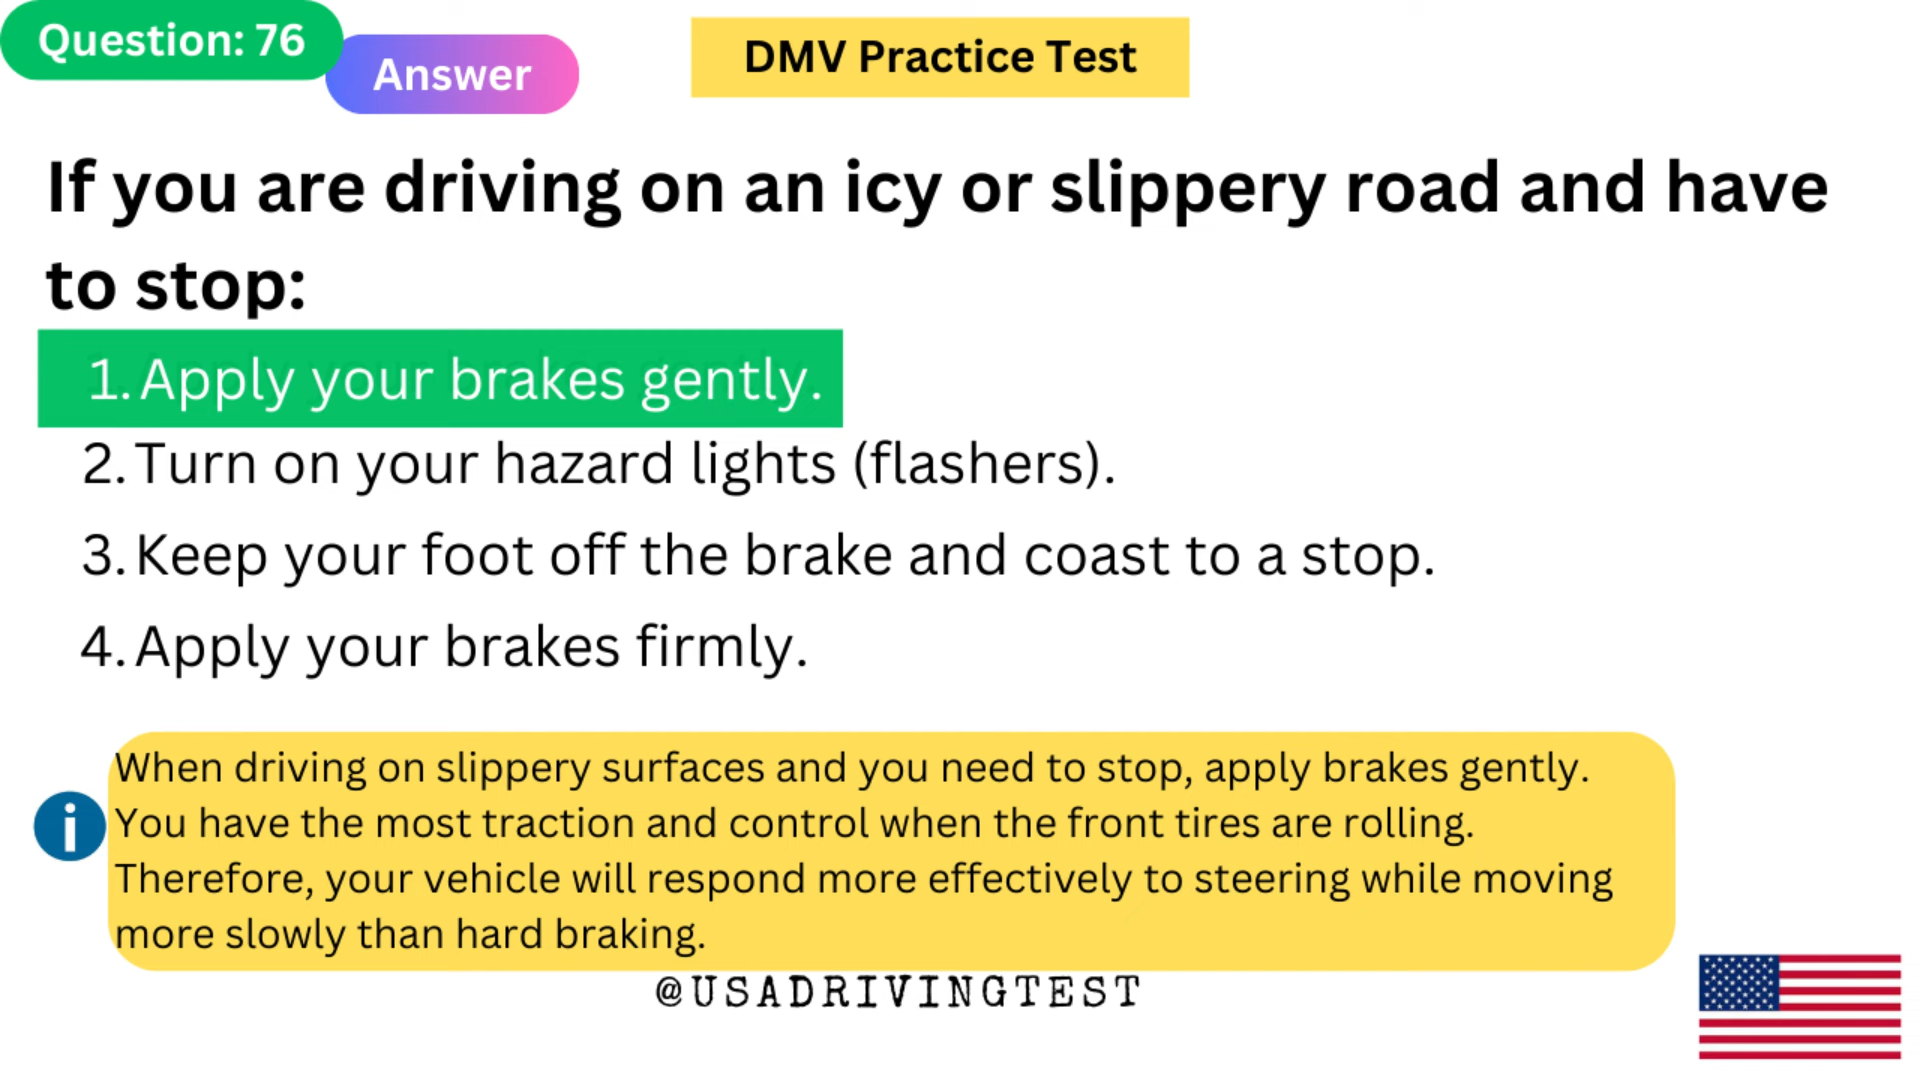 Question: 76
Answer
DMV Practice Test
If you are driving on an icy or slippery road and have
to stop:
1. Apply your brakes gently.
2. Turn on your hazard lights (flashers).
3. Keep your foot off the brake and coast to a stop.
4. Apply your brakes firmly.
i
When driving on slippery surfaces and you need to stop, apply brakes gently.
You have the most traction and control when the front tires are rolling.
Therefore, your vehicle will respond more effectively to steering while moving
more slowly than hard braking.
@USADRIVINGTEST